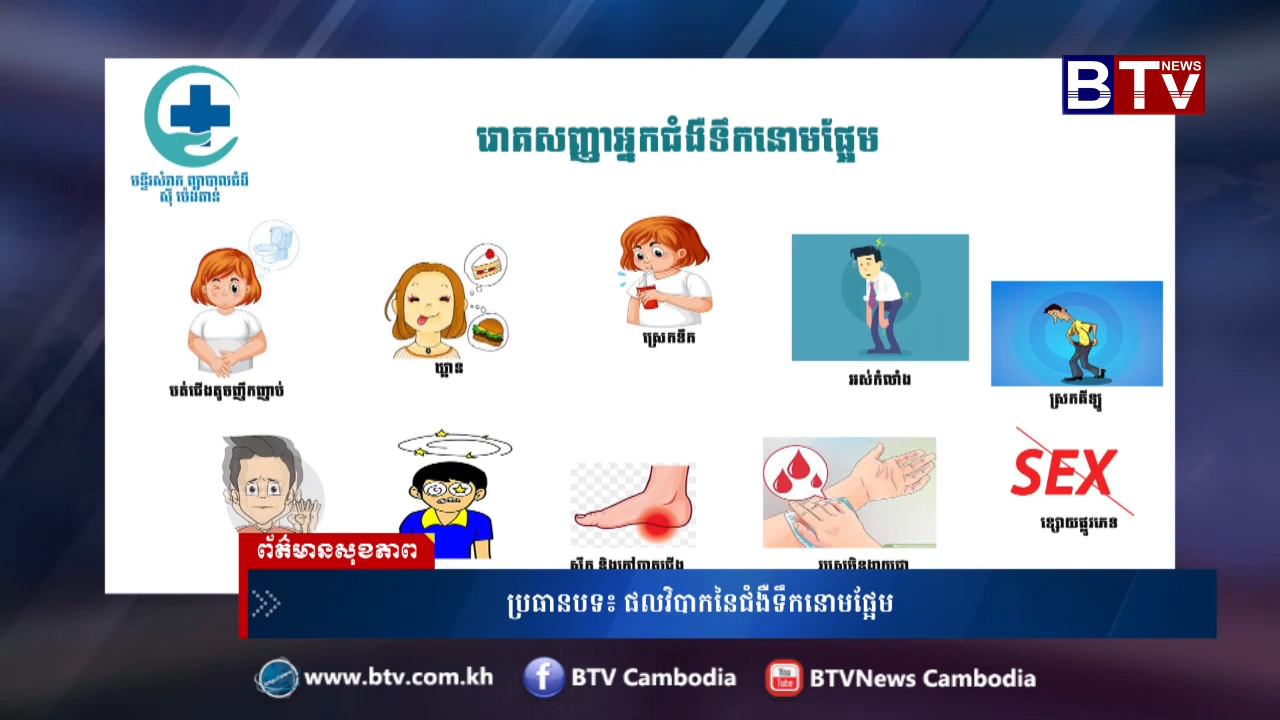 BTV NEWS
រោគសញ្ញាអ្នកជំងឺទឹកនោមផ្អែម
មន្ទីរសំរាក ព្យាបាលជំងឺ
ស៊ី ប៉េងតាន់
ស្រេកទឹក
ឃ្លាន
អស់កំលាំង
បត់ជើងតូចញឹកញាប់
ស្រកគីឡូ
SEX
ខ្សោយផ្លូវភេទ
ព័ត៌មានសុខភាព
ប្រធានបទ៖ ផលវិបាកនៃជំងឺទឹកនោមផ្អែម
www.btv.com.kh
BTV Cambodia
You Tube
BTVNews Cambodia